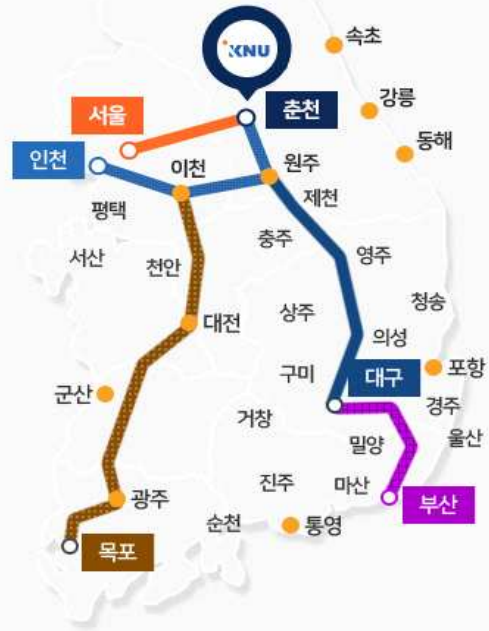 KNU
속초
강릉
춘천
서울
동해
인천
이천
원주
제천
평택
충주
영주
서산
천안
청송
상주
대전
의성
구미
대구
포항
군산
경주
거창
밀양
울산
진주
마산
광주
부산
순천
통영
목포